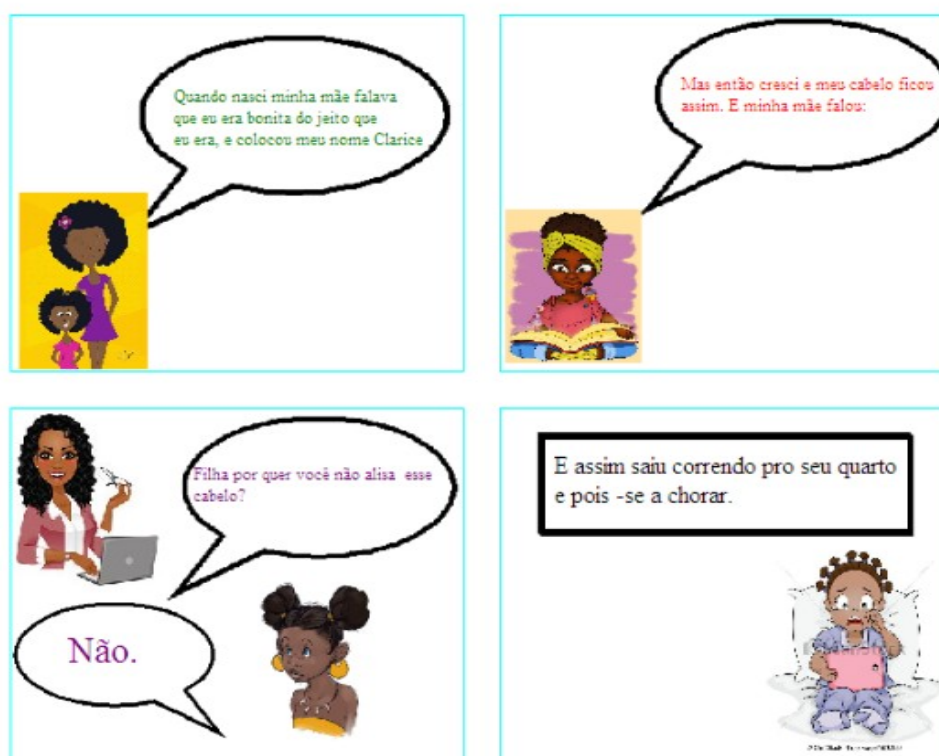 Quando nasci minha mãe falava
que eu era bonita do jeito que
eu era, e colocou meu nome Clarice
Mas então cresci e meu cabelo ficou
assim. E minha mãe falou:
Filha por quer você não alisa esse
cabelo?
Não.
E assim saiu correndo pro seu quarto
e pois -se a chorar.